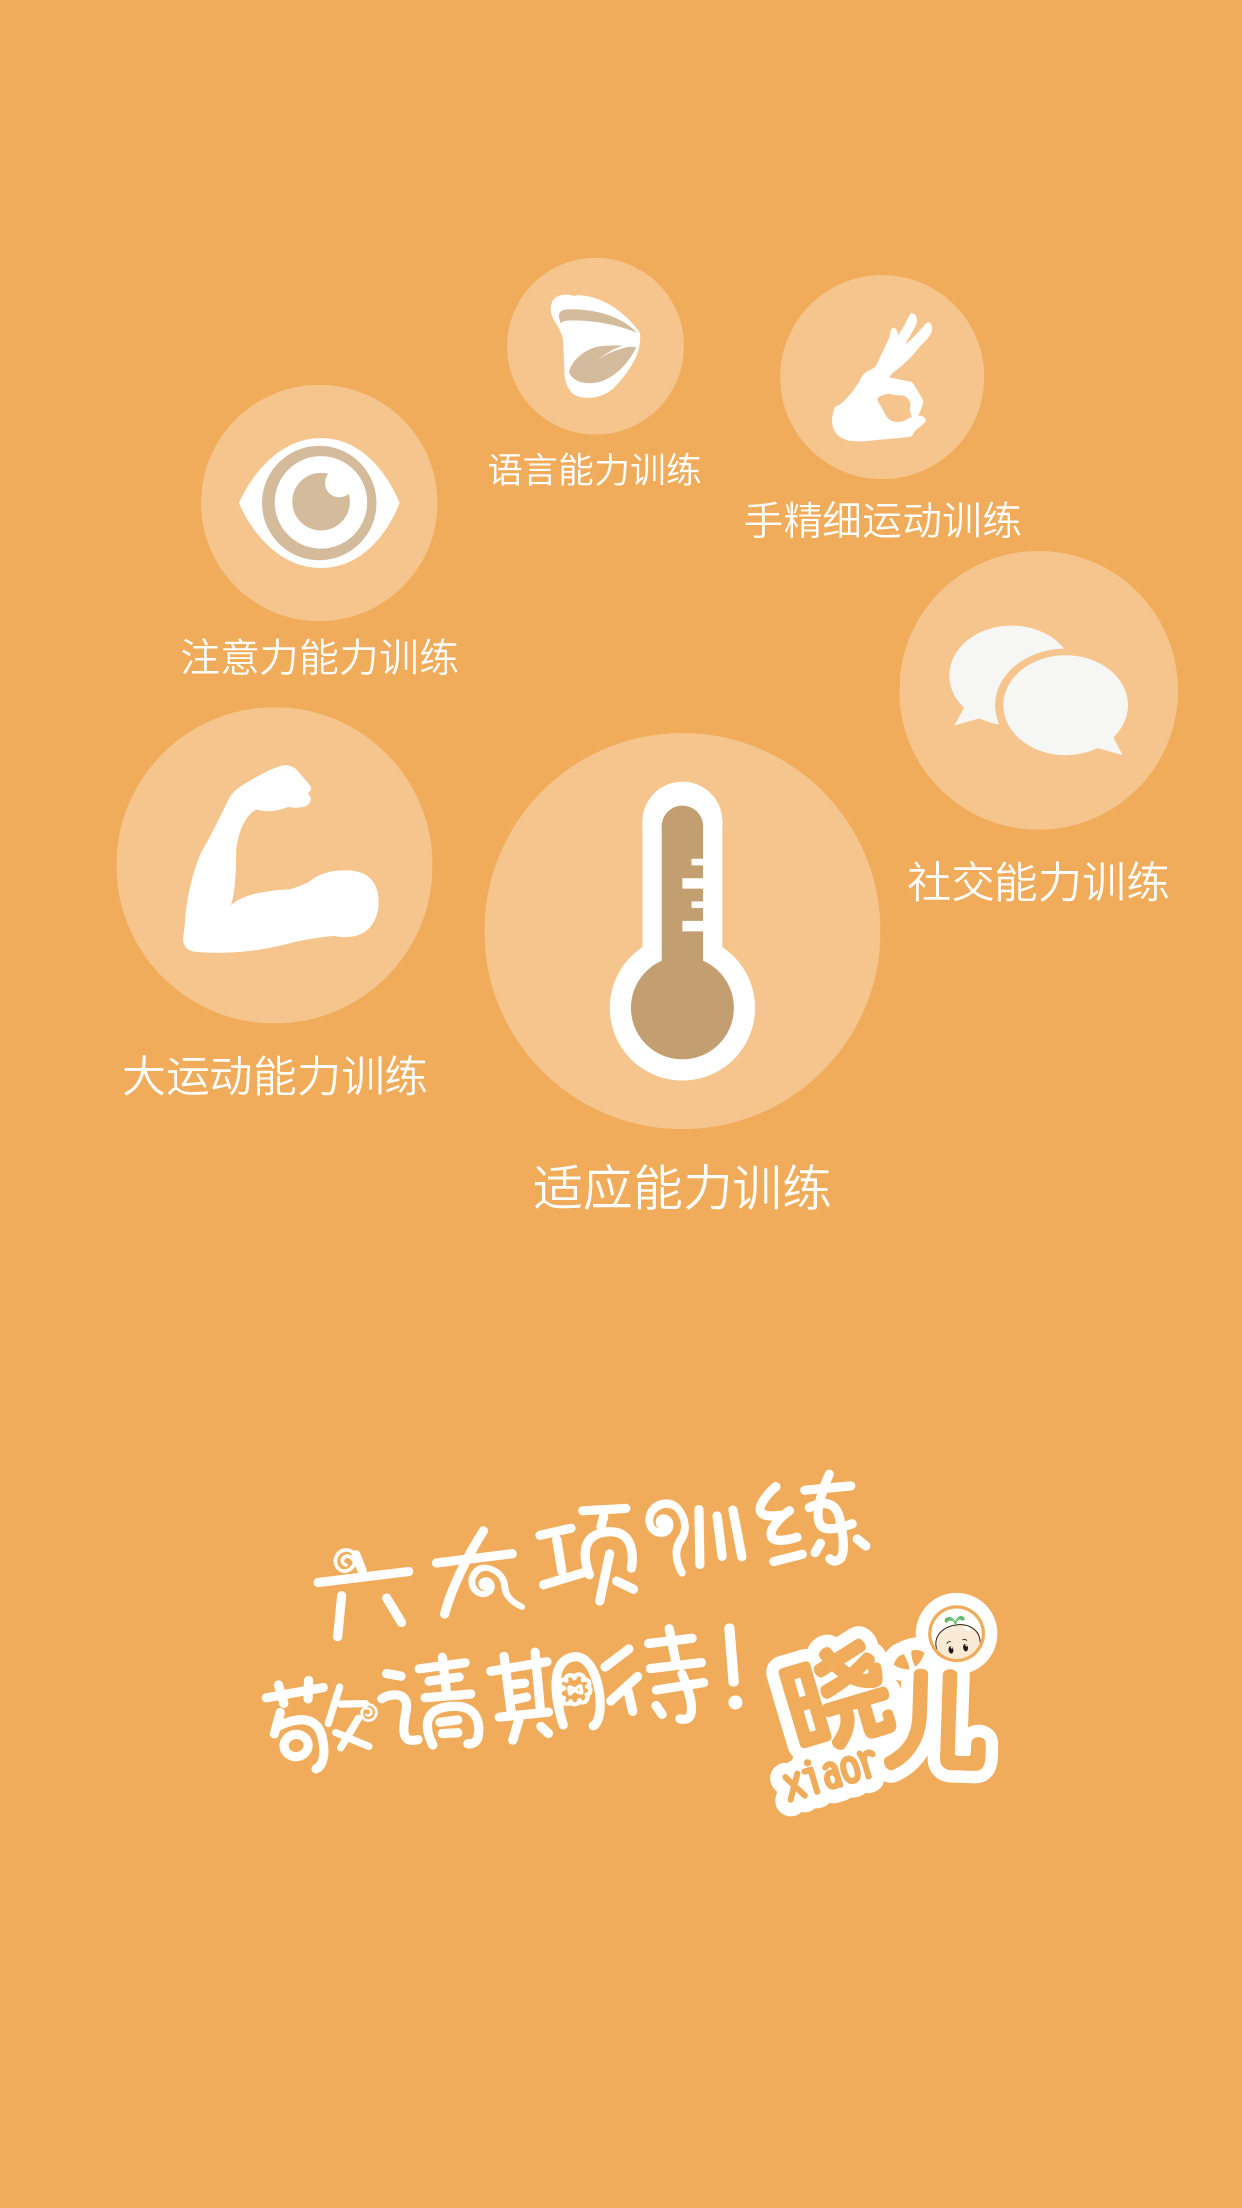 语言能力训练
手精细运动训练
注意力能力训练
社交能力训练
大运动能力训练
适应能力训练
六大项训练
敬请期待！
晓儿
xiaor